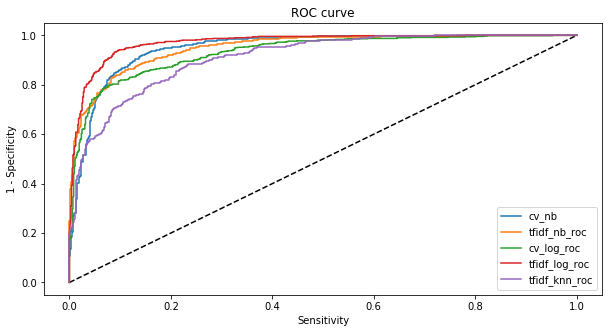 ROC curve
1 - Specificity
1.0
0.8
0.6
0.4
0.2
0.0
cv_nb
tfidf_nb_roc
cv_log_roc
tfidf_log_roc
tfidf_knn_roc
0.0 0.2 0.4 0.6 0.8 1.0
Sensitivity